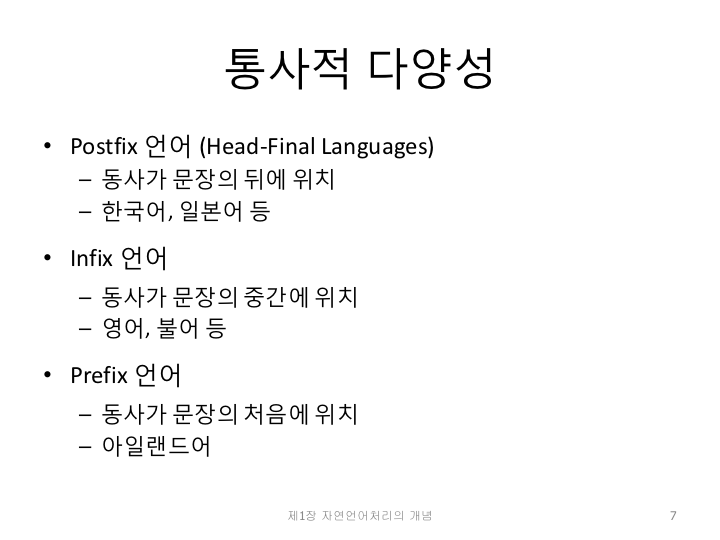 통사적 다양성
• Postfix 언어 (Head-Final Languages)
– 동사가 문장의 뒤에 위치
– 한국어, 일본어 등
• Infix 언어
– 동사가 문장의 중간에 위치
– 영어, 불어 등
• Prefix 언어
– 동사가 문장의 처음에 위치
– 아일랜드어
제1장 자연언어처리의 개념
7